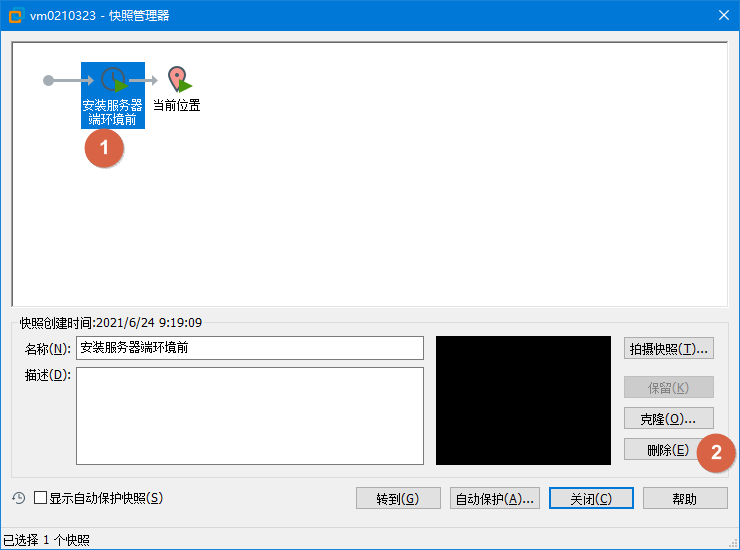 vm0210323 - 快照管理器
安装服务器
端环境前
当前位置
1
快照创建时间:2021/6/24 9:19:09
名称(N):
安装服务器端环境前
描述(D):
拍摄快照(T)...
保留(K)
克隆(O)...
删除(E)
2
显示自动保护快照(S)
转到(G)
自动保护(A)...
关闭(C)
帮助
已选择 1 个快照